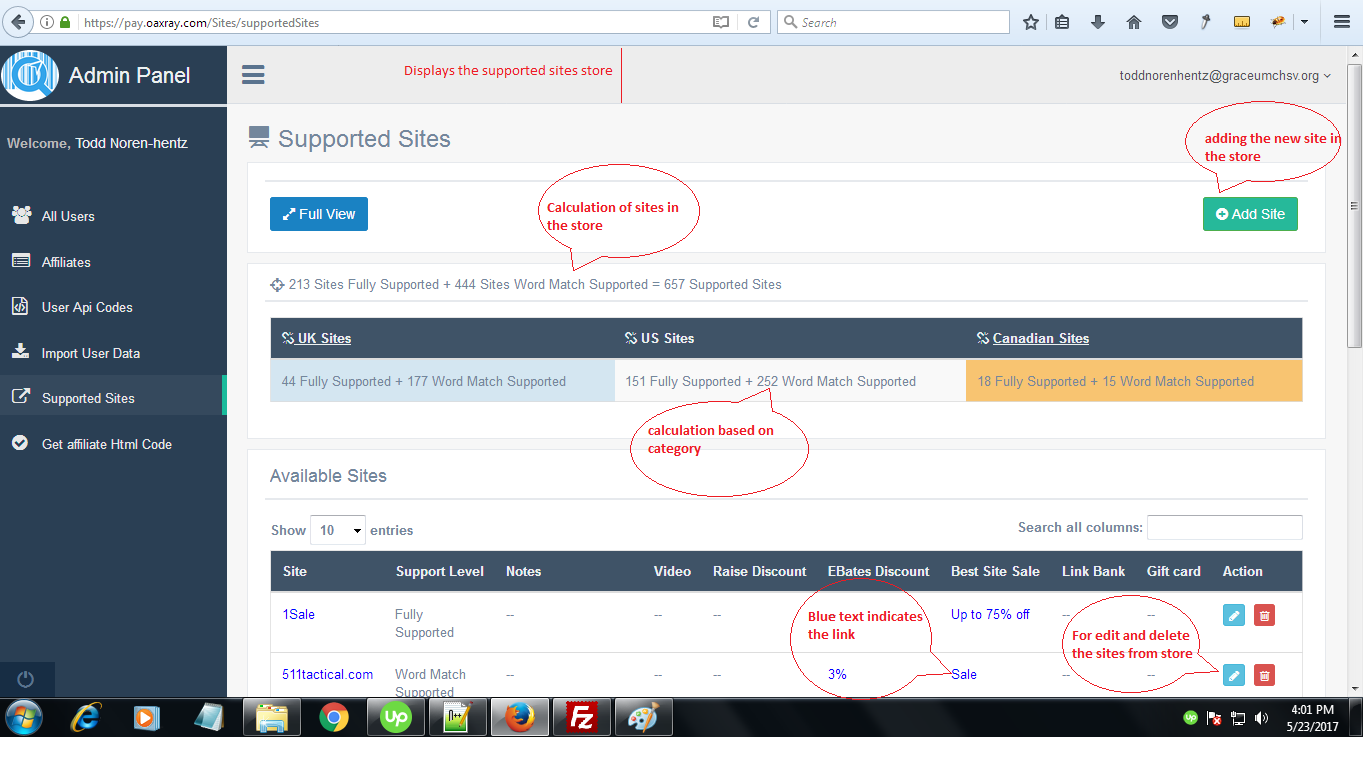 https://pay.oaxray.com/Sites/supportedSites
Search
Admin Panel
Displays the supported sites store
toddnorenhentz@graceumchsv.org
Welcome, Todd Noren-hentz
Supported Sites
adding the new site in
the store
Full View
Calculation of sites in
the store
Add Site
All Users
Affiliates
User Api Codes
Import User Data
Supported Sites
Get affiliate Html Code
213 Sites Fully Supported + 444 Sites Word Match Supported = 657 Supported Sites
UK Sites US Sites Canadian Sites
44 Fully Supported + 177 Word Match Supported 151 Fully Supported + 252 Word Match Supported 18 Fully Supported + 15 Word Match Supported
calculation based on
category
Available Sites
Show 10 entries
Search all columns:
Site Support Level Notes Video Raise Discount EBates Discount Best Site Sale Link Bank Gift card Action
1Sale Fully -- -- -- Up to 75% off -- --
Supported
Blue text indicates
the link
For edit and delete
the sites from store
511tactical.com Word Match -- -- -- 3% Sale -- --
Supported
up
n++
Fz
up
4:01 PM
5/23/2017